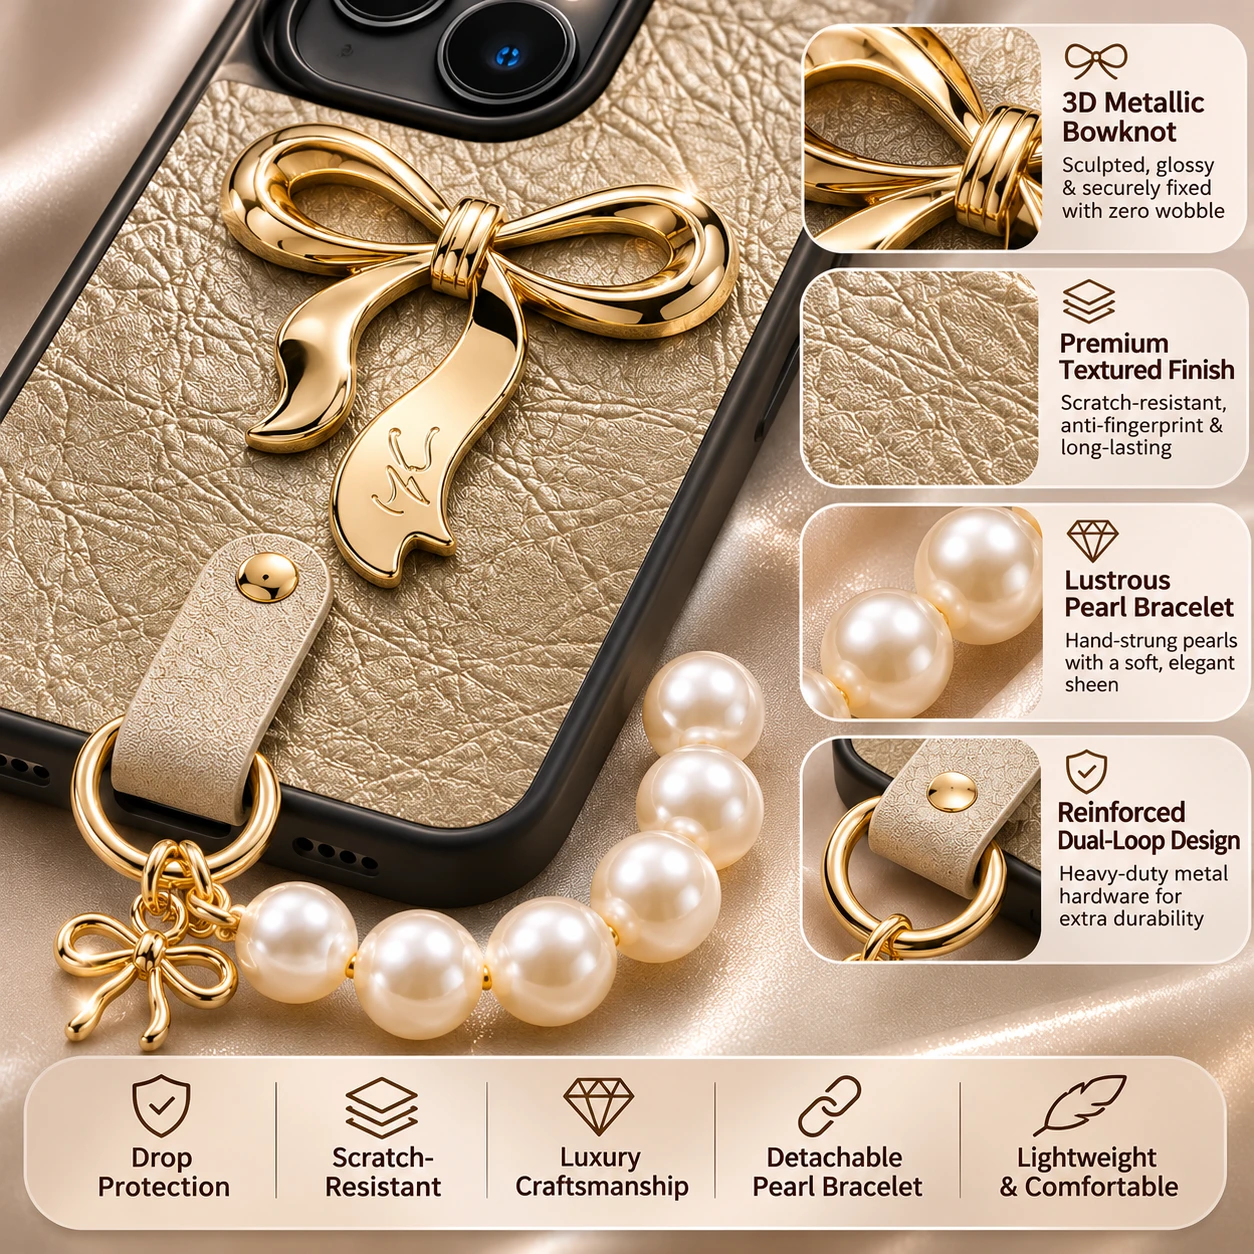 3D Metallic
Bowknot
Sculpted, glossy
& securely fixed
with zero wobble
Premium
Textured Finish
Scratch-resistant,
anti-fingerprint &
long-lasting
Lustrous
Pearl Bracelet
Hand-strung pearls
with a soft, elegant
sheen
Reinforced
Dual-Loop Design
Heavy-duty metal
hardware for
extra durability
Drop
Protection
Scratch-
Resistant
Luxury
Craftsmanship
Detachable
Pearl Bracelet
Lightweight
& Comfortable